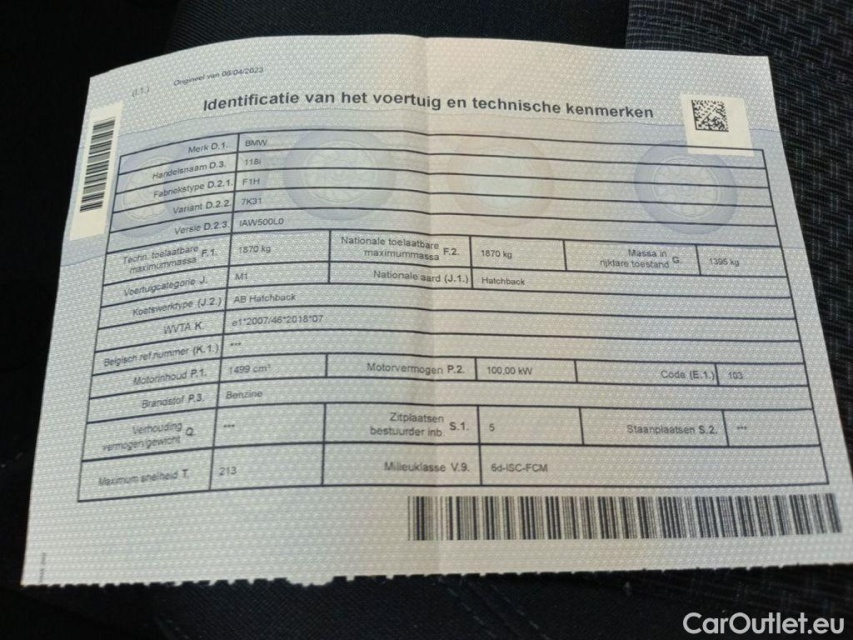 (I.1.) Origineel van 08/04/2023
Identificatie van het voertuig en technische kenmerken
Merk D.1. BMW
Handelsnaam D.3. 118i
Fabriekstype D.2.1. F1H
Variant D.2.2. 7K31
Versie D.2.3. IAW500L0
Techn. toelaatbare maximummassa F.1. 1870 kg Nationale toelaatbare maximummassa F.2. 1870 kg Massa in rijklare toestand G. 1395 kg
Voertuigcategorie J. M1 Nationale aard (J.1.) Hatchback
Koetswerktype (J.2.) AB Hatchback
WVTA K. e1*2007/46*2018*07
Belgisch ref.nummer (K.1.) ***
Motorinhoud P.1. 1499 cm³ Motorvermogen P.2. 100,00 kW Code (E.1.) 103
Brandstof P.3. Benzine
Verhouding vermogen/gewicht Q. *** Zitplaatsen bestuurder inb. S.1. 5 Staanplaatsen S.2. ***
Maximum snelheid T. 213 Milieuklasse V.9. 6d-ISC-FCM
CarOutlet.eu